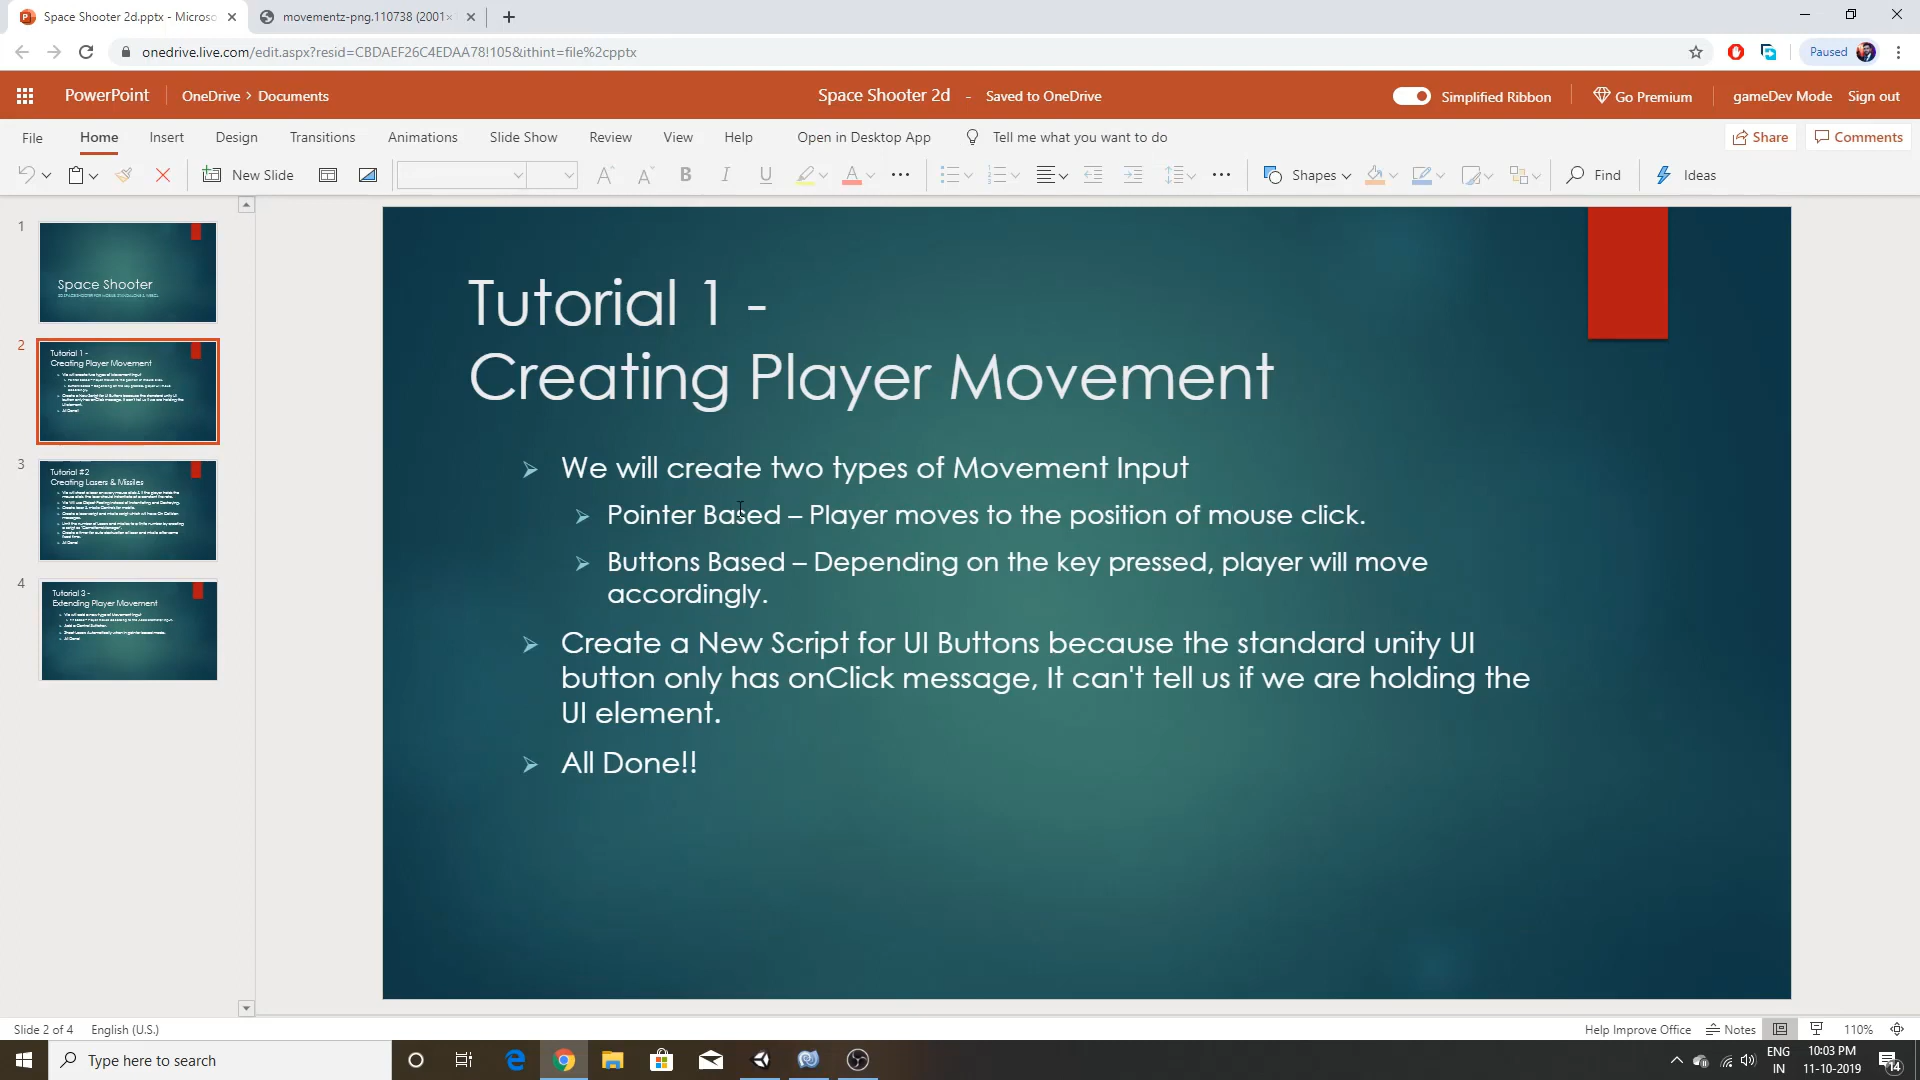 Space Shooter 2d.pptx - Microso
movementz-png.110738 (2001×
onedrive.live.com/edit.aspx?resid=CBDAEF26C4EDAA78!105&ithint=file%2cpptx
Paused
PowerPoint
OneDrive > Documents
Space Shooter 2d - Saved to OneDrive
Simplified Ribbon
Go Premium
gameDev Mode
Sign out
File
Home
Insert
Design
Transitions
Animations
Slide Show
Review
View
Help
Open in Desktop App
Tell me what you want to do
Share
Comments
New Slide
B I U
Shapes
Find
Ideas
1
Space Shooter
2
Tutorial 1 -
Creating Player Movement
3
Tutorial #2
Creating Lasers & Missiles
4
Tutorial 3 -
Extending Player Movement
Tutorial 1 -
Creating Player Movement
We will create two types of Movement Input
Pointer Based – Player moves to the position of mouse click.
Buttons Based – Depending on the key pressed, player will move
accordingly.
Create a New Script for UI Buttons because the standard unity UI
button only has onClick message, It can't tell us if we are holding the
UI element.
All Done!!
Slide 2 of 4
English (U.S.)
Help Improve Office
Notes
110%
Type here to search
ENG
IN
10:03 PM
11-10-2019
14